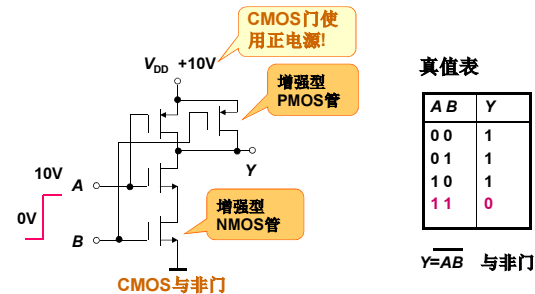 CMOS门使
用正电源!
V_DD +10V
增强型
PMOS管
Y
10V
0V
A
B
增强型
NMOS管
CMOS与非门
真值表
A B Y
0 0 1
0 1 1
1 0 1
1 1 0
Y=\overline{AB} 与非门